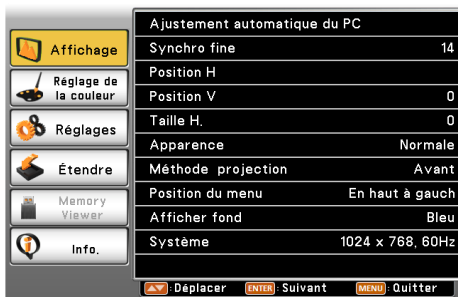 Affichage
Réglage de
la couleur
Réglages
Étendre
Memory
Viewer
Info.
Ajustement automatique du PC
Synchro fine 14
Position H
Position V 0
Taille H. 0
Apparence Normale
Méthode projection Avant
Position du menu En haut à gauch
Afficher fond Bleu
Système 1024 x 768, 60Hz
:Déplacer ENTER:Suivant MENU:Quitter